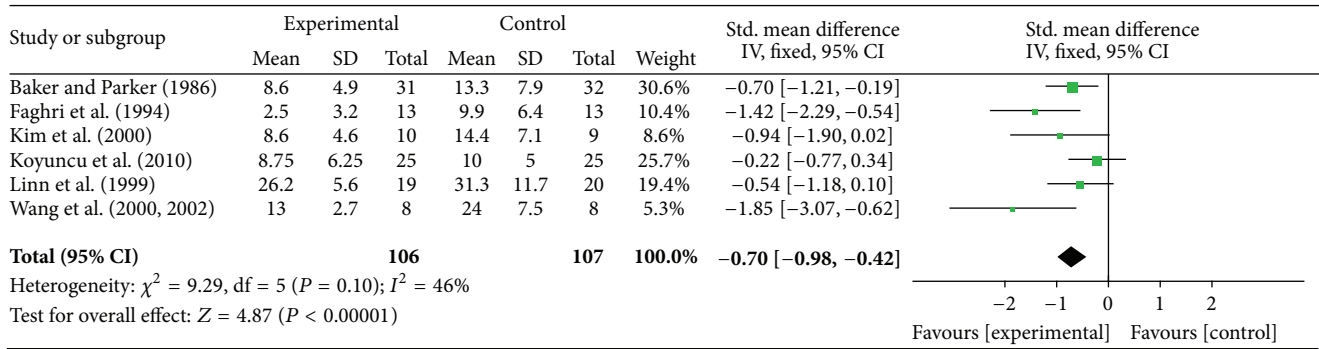 Study or subgroup Experimental Control Std. mean difference Std. mean difference
Mean SD Total Mean SD Total Weight IV, fixed, 95% CI IV, fixed, 95% CI
Baker and Parker (1986) 8.6 4.9 31 13.3 7.9 32 30.6% −0.70 [−1.21, −0.19]
Faghri et al. (1994) 2.5 3.2 13 9.9 6.4 13 10.4% −1.42 [−2.29, −0.54]
Kim et al. (2000) 8.6 4.6 10 14.4 7.1 9 8.6% −0.94 [−1.90, 0.02]
Koyuncu et al. (2010) 8.75 6.25 25 10 5 25 25.7% −0.22 [−0.77, 0.34]
Linn et al. (1999) 26.2 5.6 19 31.3 11.7 20 19.4% −0.54 [−1.18, 0.10]
Wang et al. (2000, 2002) 13 2.7 8 24 7.5 8 5.3% −1.85 [−3.07, −0.62]
Total (95% CI) 106 107 100.0% −0.70 [−0.98, −0.42]
Heterogeneity: χ² = 9.29, df = 5 (P = 0.10); I² = 46%
Test for overall effect: Z = 4.87 (P < 0.00001)
−2 −1 0 1 2
Favours [experimental] Favours [control]